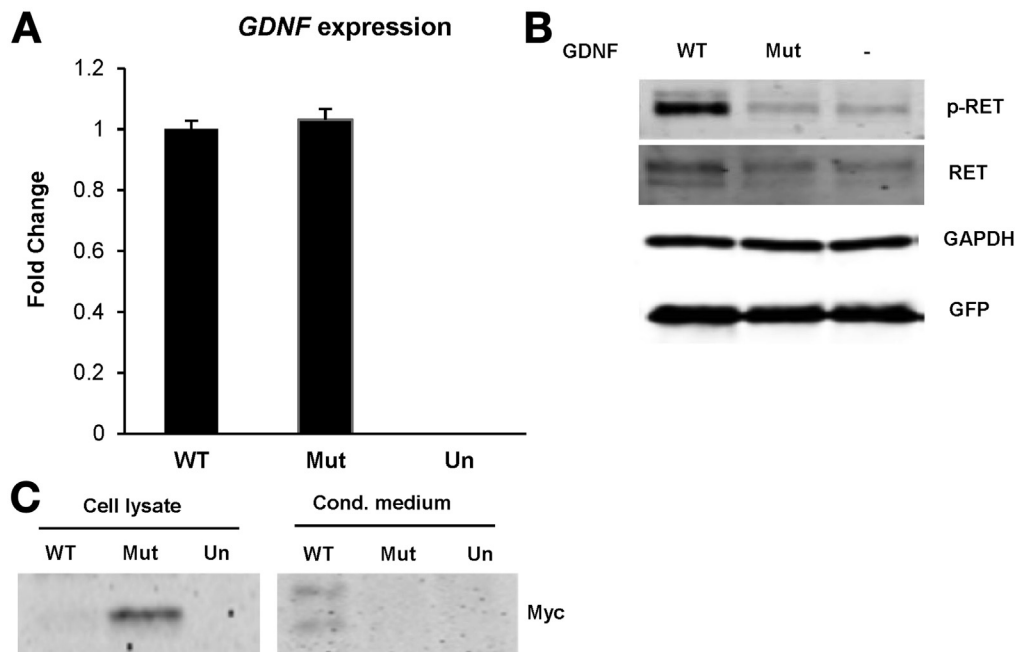 A
GDNF expression
1.2
1
0.8
0.6
0.4
0.2
0
Fold Change
WT Mut Un
B
GDNF WT Mut -
p-RET
RET
GAPDH
GFP
C
Cell lysate Cond. medium
WT Mut Un WT Mut Un
Myc